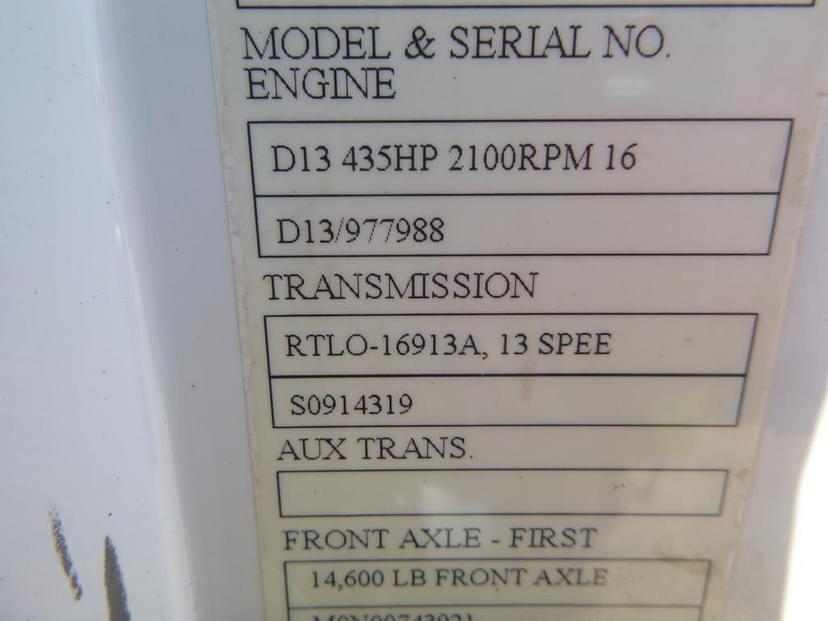 MODEL & SERIAL NO.
ENGINE
D13 435HP 2100RPM 16
D13/977988
TRANSMISSION
RTLO-16913A, 13 SPEE
S0914319
AUX TRANS.
FRONT AXLE - FIRST
14,600 LB FRONT AXLE